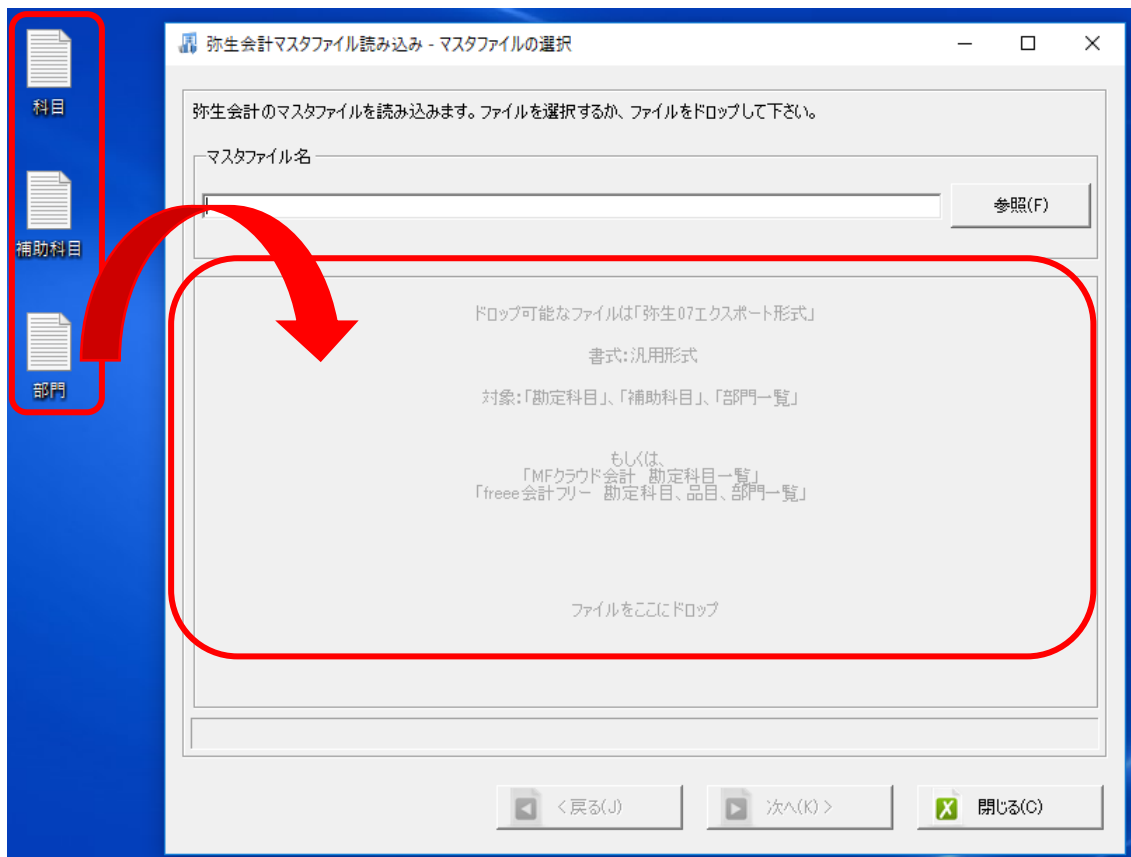 科目
補助科目
部門
弥生会計マスタファイル読み込み - マスタファイルの選択
弥生会計のマスタファイルを読み込みます。ファイルを選択するか、ファイルをドロップして下さい。
マスタファイル名
参照(F)
ドロップ可能なファイルは「弥生07エクスポート形式」
書式:汎用形式
対象:「勘定科目」、「補助科目」、「部門一覧」
もしくは、
「MFクラウド会計 勘定科目一覧」
「freee会計フリー 勘定科目、品目、部門一覧」
ファイルをここにドロップ
<戻る(J)
次へ(K) >
閉じる(C)